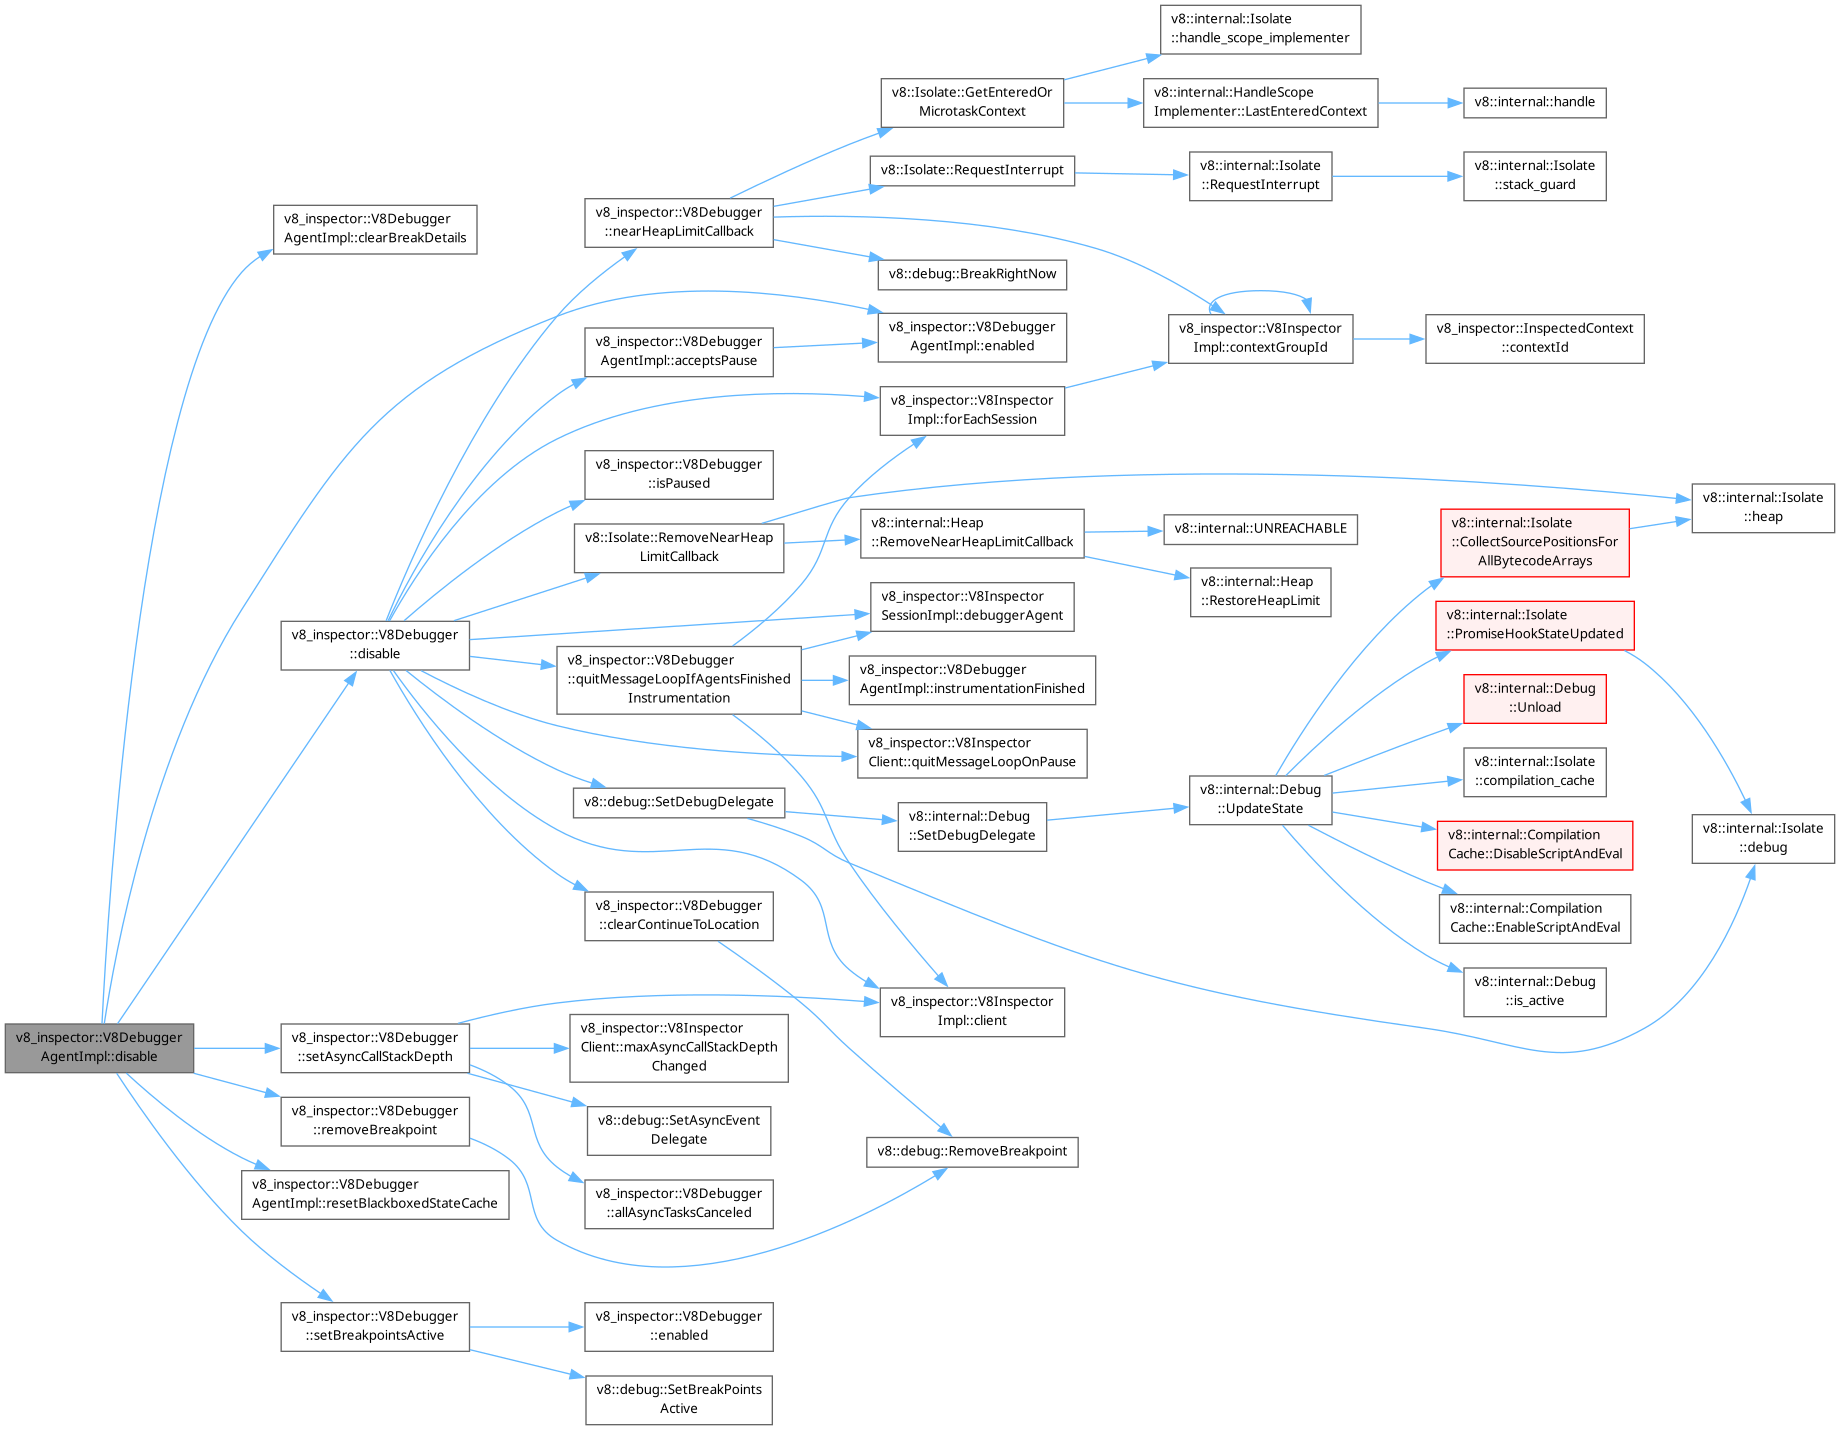 v8_inspector::V8Debugger
AgentImpl::disable
v8_inspector::V8Debugger
AgentImpl::clearBreakDetails
v8_inspector::V8Debugger
::disable
v8_inspector::V8Debugger
::setAsyncCallStackDepth
v8_inspector::V8Debugger
::removeBreakpoint
v8_inspector::V8Debugger
AgentImpl::resetBlackboxedStateCache
v8_inspector::V8Debugger
::setBreakpointsActive
v8_inspector::V8Debugger
::nearHeapLimitCallback
v8_inspector::V8Debugger
AgentImpl::acceptsPause
v8_inspector::V8Debugger
::isPaused
v8::Isolate::RemoveNearHeap
LimitCallback
v8_inspector::V8Debugger
::quitMessageLoopIfAgentsFinished
Instrumentation
v8::debug::SetDebugDelegate
v8_inspector::V8Debugger
::clearContinueToLocation
v8_inspector::V8Inspector
Client::maxAsyncCallStackDepth
Changed
v8::debug::SetAsyncEvent
Delegate
v8_inspector::V8Debugger
::allAsyncTasksCanceled
v8_inspector::V8Debugger
::enabled
v8::debug::SetBreakPoints
Active
v8::Isolate::GetEnteredOr
MicrotaskContext
v8::Isolate::RequestInterrupt
v8::debug::BreakRightNow
v8_inspector::V8Debugger
AgentImpl::enabled
v8_inspector::V8Inspector
Impl::forEachSession
v8::internal::Heap
::RemoveNearHeapLimitCallback
v8_inspector::V8Inspector
SessionImpl::debuggerAgent
v8_inspector::V8Debugger
AgentImpl::instrumentationFinished
v8_inspector::V8Inspector
Client::quitMessageLoopOnPause
v8::internal::Debug
::SetDebugDelegate
v8_inspector::V8Inspector
Impl::client
v8::debug::RemoveBreakpoint
v8::internal::Isolate
::handle_scope_implementer
v8::internal::HandleScope
Implementer::LastEnteredContext
v8::internal::Isolate
::RequestInterrupt
v8_inspector::V8Inspector
Impl::contextGroupId
v8::internal::UNREACHABLE
v8::internal::Heap
::RestoreHeapLimit
v8::internal::Debug
::UpdateState
v8::internal::handle
v8::internal::Isolate
::stack_guard
v8_inspector::InspectedContext
::contextId
v8::internal::Isolate
::CollectSourcePositionsFor
AllBytecodeArrays
v8::internal::Isolate
::PromiseHookStateUpdated
v8::internal::Debug
::Unload
v8::internal::Isolate
::compilation_cache
v8::internal::Compilation
Cache::DisableScriptAndEval
v8::internal::Compilation
Cache::EnableScriptAndEval
v8::internal::Debug
::is_active
v8::internal::Isolate
::heap
v8::internal::Isolate
::debug